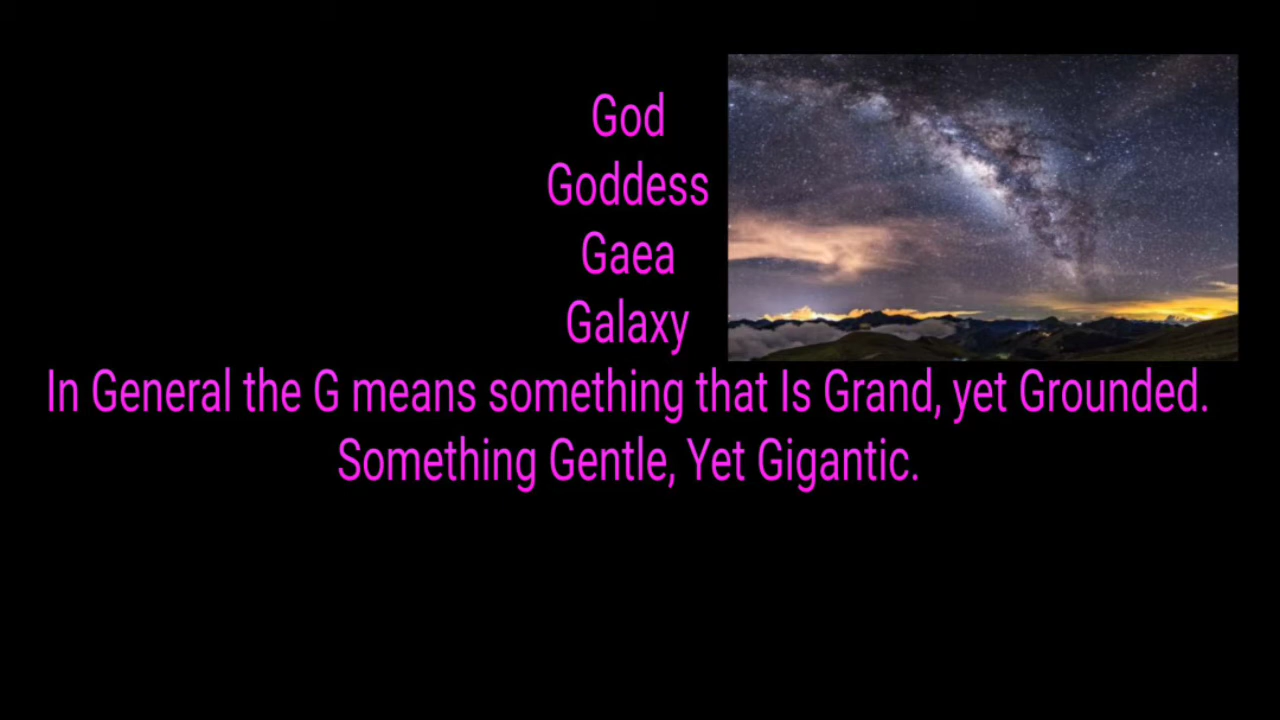 God
Goddess
Gaea
Galaxy
In General the G means something that Is Grand, yet Grounded.
Something Gentle, Yet Gigantic.